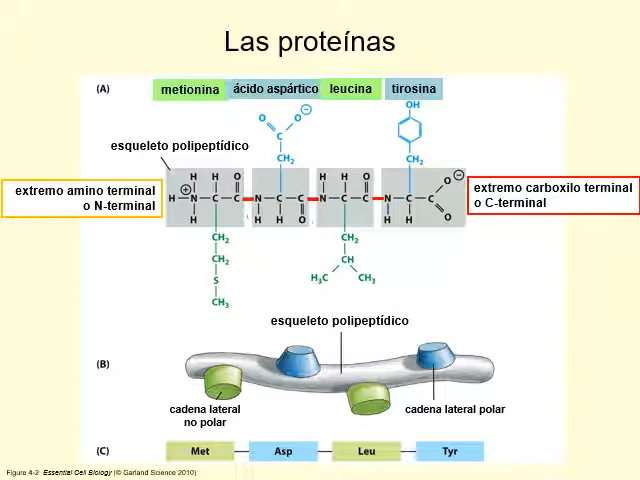 Las proteínas
(A)
metionina ácido aspártico leucina tirosina
OH
O O ⊖
C
CH₂ CH₂
esqueleto polipeptídico
extremo amino terminal
o N-terminal
H H O H H O O ⊖
H N ⊕ C C N C C N C C N C C
H H H O H H O
extremo carboxilo terminal
o C-terminal
CH₂ CH₂
CH₂ CH
S H₃C CH₃
CH₃
esqueleto polipeptídico
(B)
cadena lateral
no polar
cadena lateral polar
(C) Met Asp Leu Tyr
Figure 4-2 Essential Cell Biology (© Garland Science 2010)